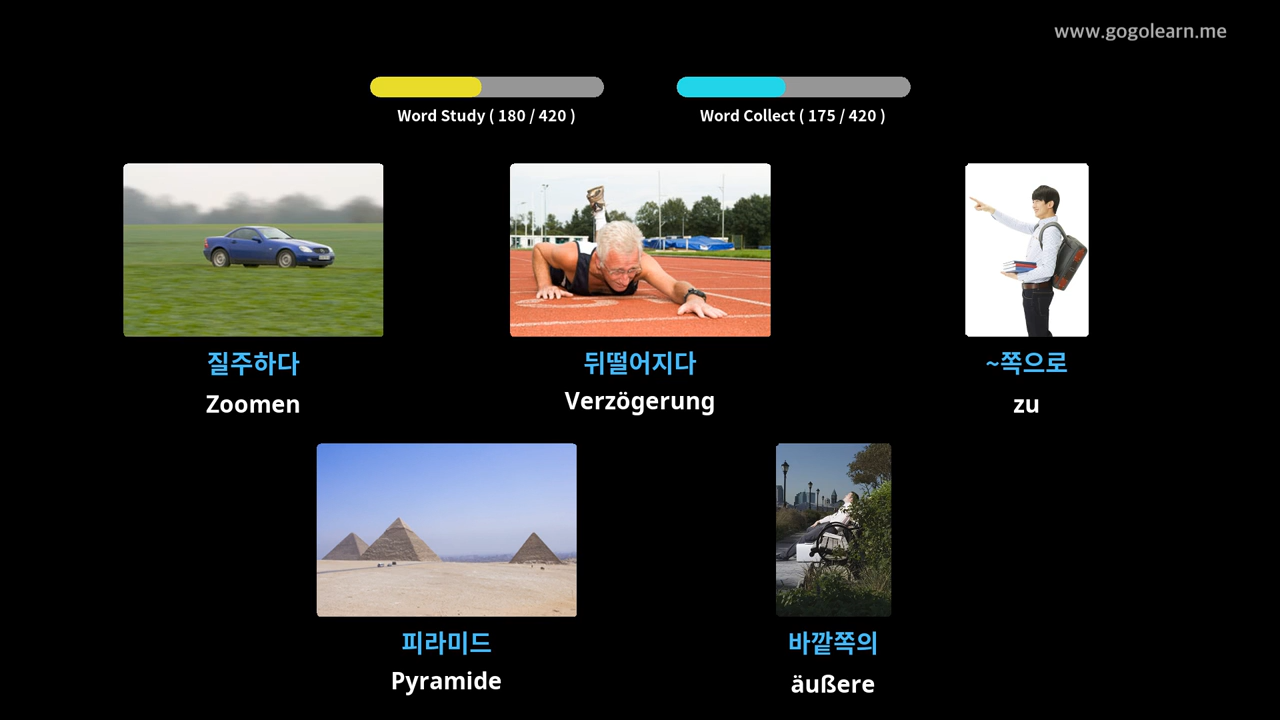 www.gogolearn.me
Word Study ( 180 / 420 )
Word Collect ( 175 / 420 )
질주하다
Zoomen
뒤떨어지다
Verzögerung
~쪽으로
zu
피라미드
Pyramide
바깥쪽의
äußere